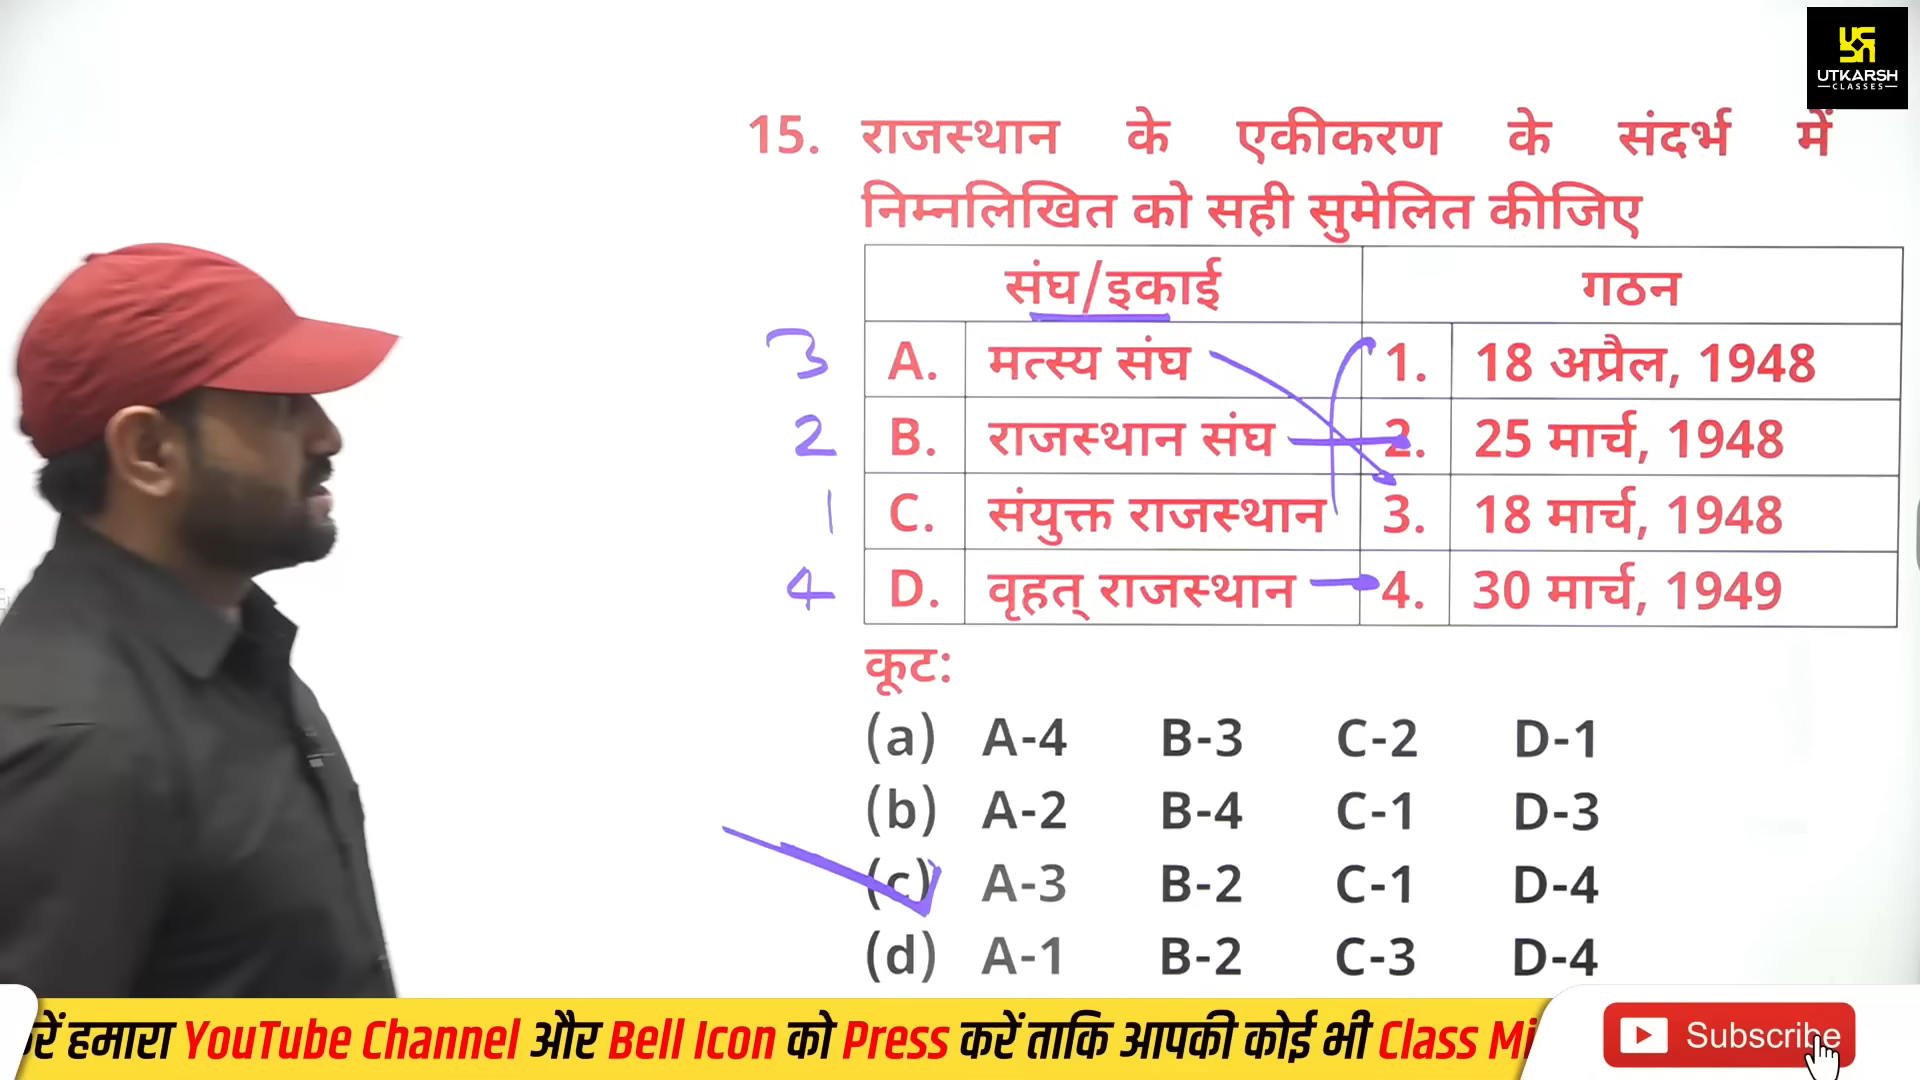 UTKARSH
CLASSES
15. राजस्थान के एकीकरण के संदर्भ में
निम्नलिखित को सही सुमेलित कीजिए
संघ/इकाई गठन
3 A. मत्स्य संघ 1. 18 अप्रैल, 1948
2 B. राजस्थान संघ 2. 25 मार्च, 1948
1 C. संयुक्त राजस्थान 3. 18 मार्च, 1948
4 D. वृहत् राजस्थान 4. 30 मार्च, 1949
कूट:
(a) A-4 B-3 C-2 D-1
(b) A-2 B-4 C-1 D-3
(c) A-3 B-2 C-1 D-4
(d) A-1 B-2 C-3 D-4
रें हमारा YouTube Channel और Bell Icon को Press करें ताकि आपकी कोई भी Class Mi
Subscribe